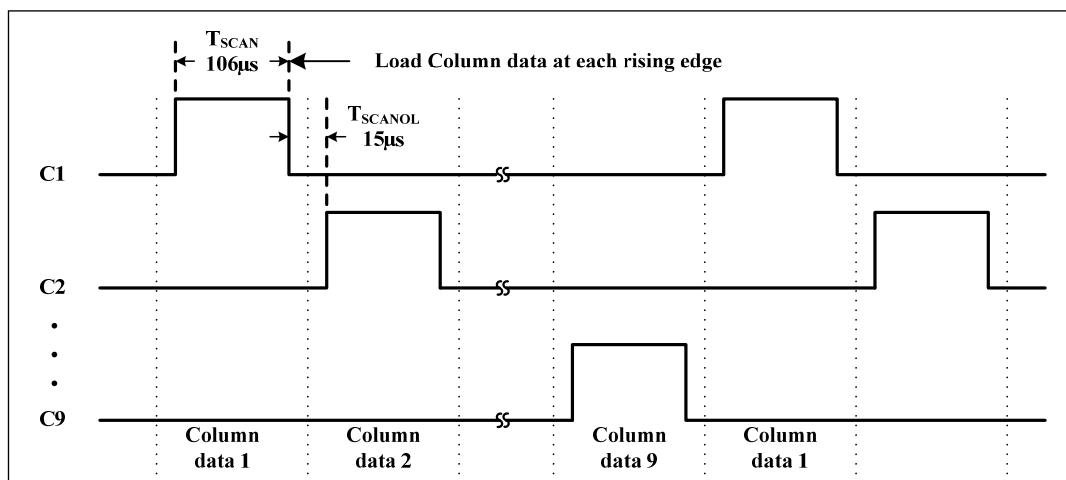 TSCAN
106µs
Load Column data at each rising edge
TSCANOL
15µs
C1
C2
C9
Column data 1
Column data 2
Column data 9
Column data 1